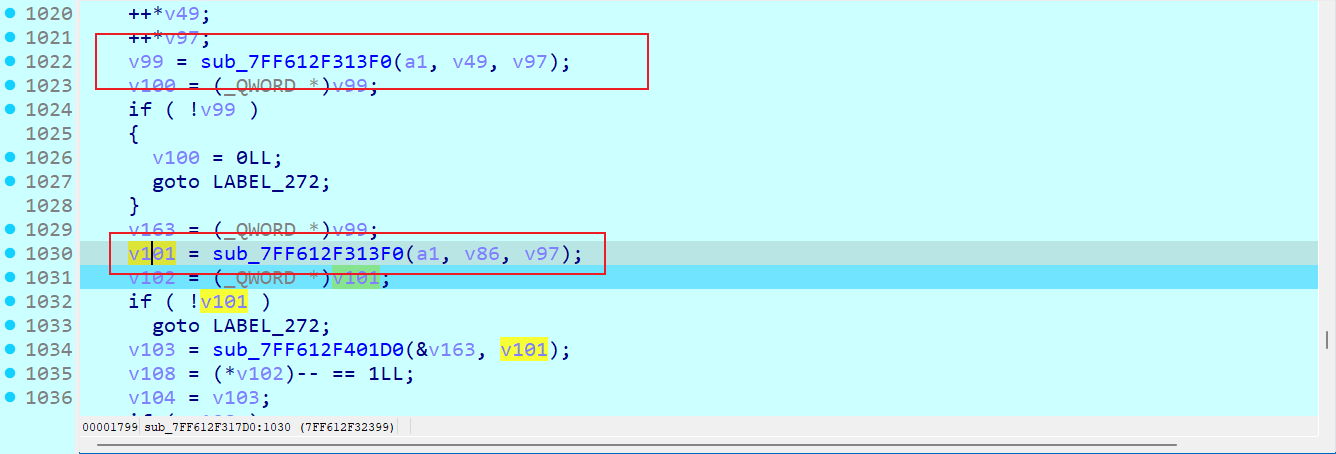 1020 ++*v49;
1021 ++*v97;
1022 v99 = sub_7FF612F313F0(a1, v49, v97);
1023 v100 = (_QWORD *)v99;
1024 if ( !v99 )
1025 {
1026 v100 = 0LL;
1027 goto LABEL_272;
1028 }
1029 v163 = (_QWORD *)v99;
1030 v101 = sub_7FF612F313F0(a1, v86, v97);
1031 v102 = (_QWORD *)v101;
1032 if ( !v101 )
1033 goto LABEL_272;
1034 v103 = sub_7FF612F401D0(&v163, v101);
1035 v108 = (*v102)-- == 1LL;
1036 v104 = v103;
00001799 sub_7FF612F317D0:1030 (7FF612F32399)